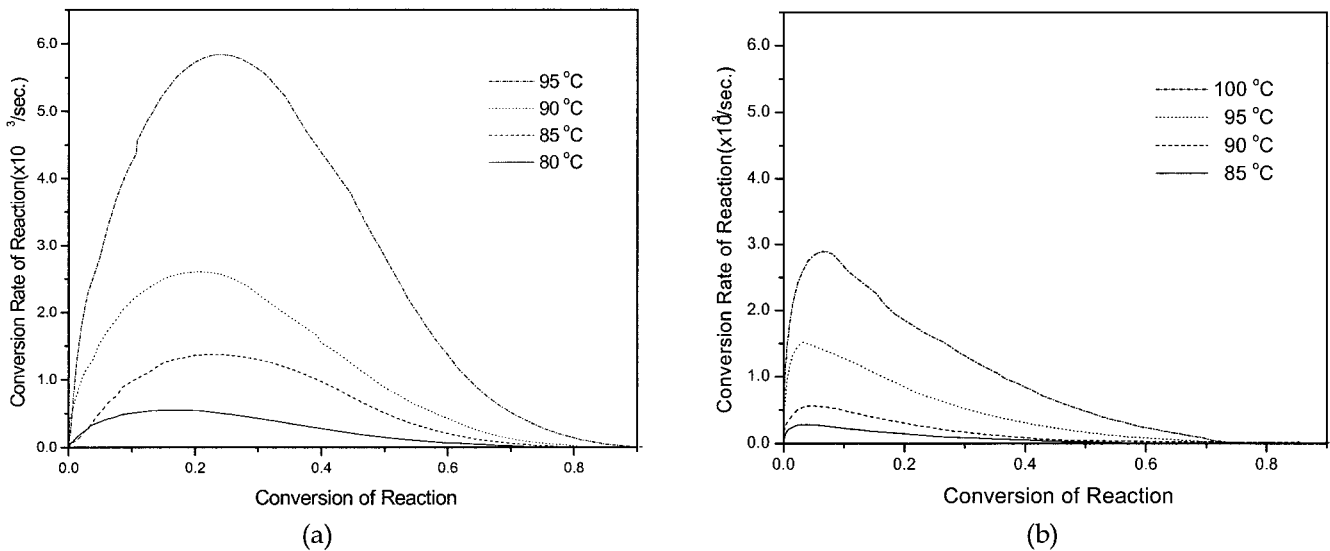 Conversion Rate of Reaction(x10 3/sec.)
6.0
5.0
4.0
3.0
2.0
1.0
0.0
95 °C
90 °C
85 °C
80 °C
0.0 0.2 0.4 0.6 0.8
Conversion of Reaction
(a)
Conversion Rate of Reaction(x10³/sec.)
6.0
5.0
4.0
3.0
2.0
1.0
0.0
100 °C
95 °C
90 °C
85 °C
0.0 0.2 0.4 0.6 0.8
Conversion of Reaction
(b)